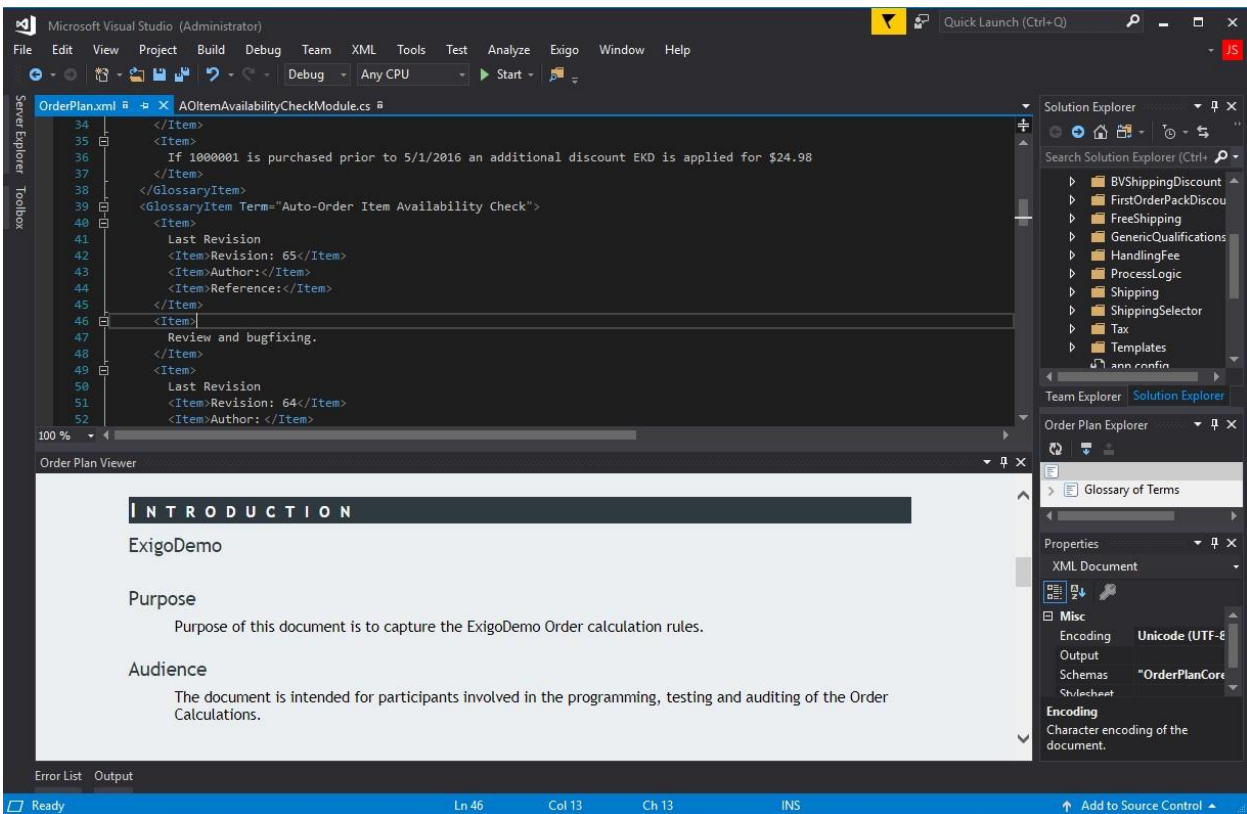 Microsoft Visual Studio (Administrator)
Quick Launch (Ctrl+Q)
File Edit View Project Build Debug Team XML Tools Test Analyze Exigo Window Help
JS
Debug Any CPU Start
Server Explorer
Toolbox
OrderPlan.xml AOItemAvailabilityCheckModule.cs
34 </Item>
35 <Item>
36 If 1000001 is purchased prior to 5/1/2016 an additional discount EKD is applied for $24.98
37 </Item>
38 </GlossaryItem>
39 <GlossaryItem Term="Auto-Order Item Availability Check">
40 <Item>
41 Last Revision
42 <Item>Revision: 65</Item>
43 <Item>Author:</Item>
44 <Item>Reference:</Item>
45 </Item>
46 <Item>
47 Review and bugfixing.
48 </Item>
49 <Item>
50 Last Revision
51 <Item>Revision: 64</Item>
52 <Item>Author: </Item>
100 %
Order Plan Viewer
INTRODUCTION
ExigoDemo
Purpose
Purpose of this document is to capture the ExigoDemo Order calculation rules.
Audience
The document is intended for participants involved in the programming, testing and auditing of the Order
Calculations.
Solution Explorer
Search Solution Explorer (Ctrl+
BVShippingDiscount
FirstOrderPackDiscou
FreeShipping
GenericQualifications
HandlingFee
ProcessLogic
Shipping
ShippingSelector
Tax
Templates
app.config
Team Explorer Solution Explorer
Order Plan Explorer
Glossary of Terms
Properties
XML Document
Misc
Encoding Unicode (UTF-8
Output
Schemas "OrderPlanCore
Stylesheet
Encoding
Character encoding of the
document.
Error List Output
Ready Ln 46 Col 13 Ch 13 INS Add to Source Control